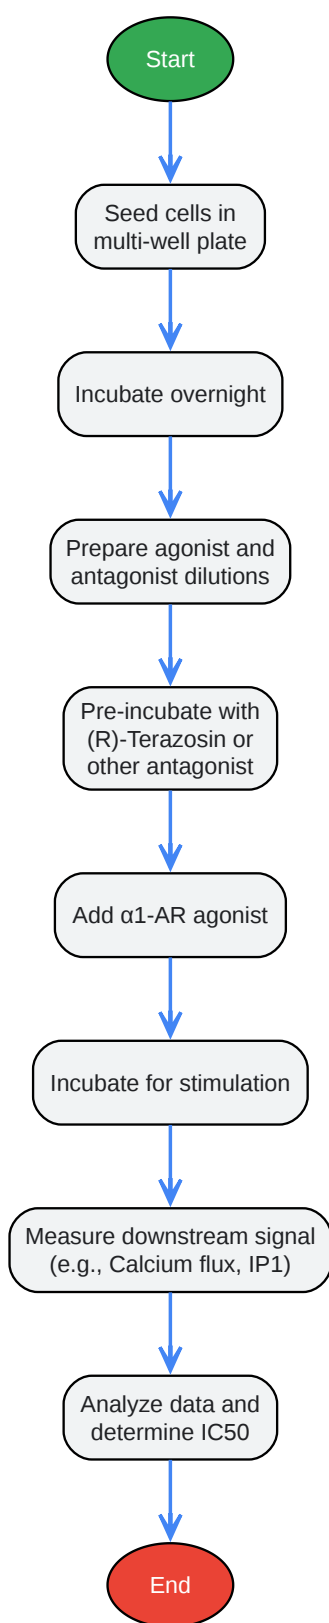 Start
Seed cells in
multi-well plate
Incubate overnight
Prepare agonist and
antagonist dilutions
Pre-incubate with
(R)-Terazosin or
other antagonist
Add α1-AR agonist
Incubate for stimulation
Measure downstream signal
(e.g., Calcium flux, IP1)
Analyze data and
determine IC50
End